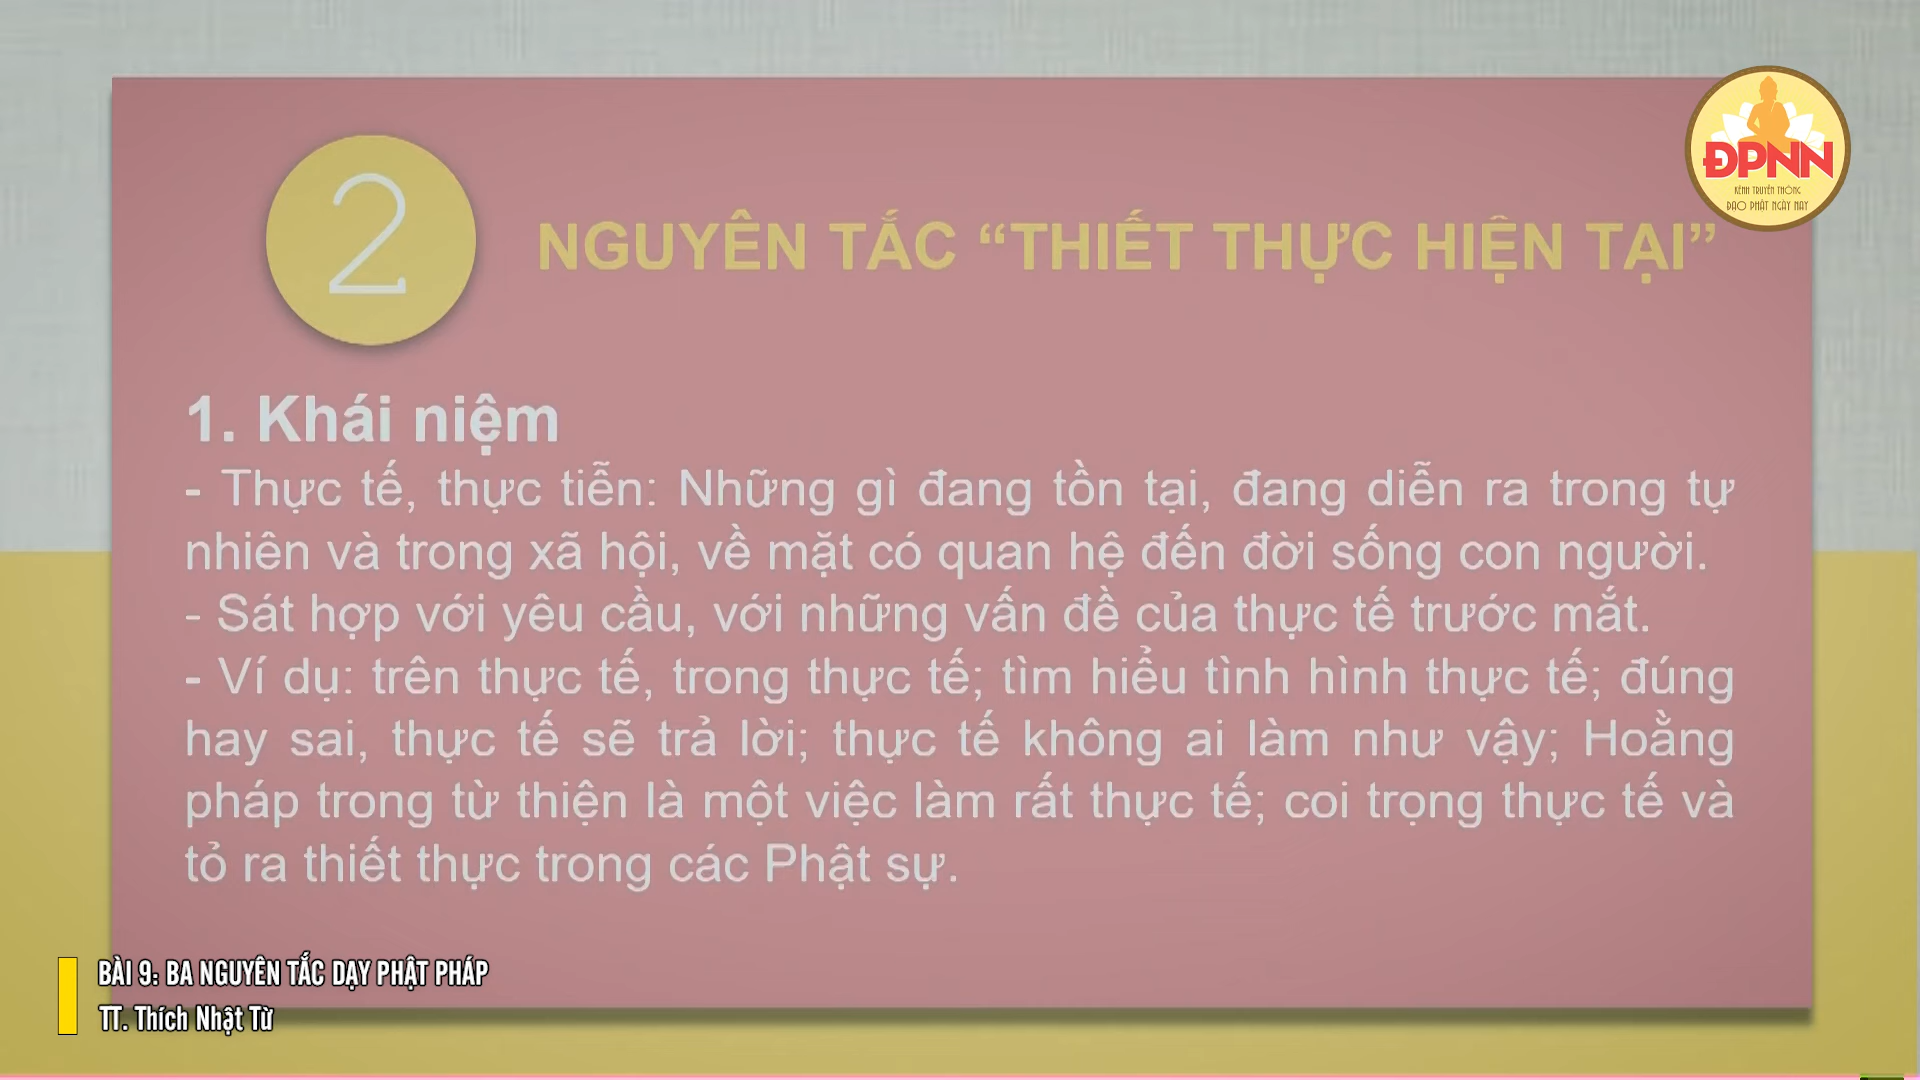 ĐPNN
KÊNH TRUYỀN THÔNG
ĐẠO PHẬT NGÀY NAY
2
NGUYÊN TẮC “THIẾT THỰC HIỆN TẠI”
1. Khái niệm
- Thực tế, thực tiễn: Những gì đang tồn tại, đang diễn ra trong tự
nhiên và trong xã hội, về mặt có quan hệ đến đời sống con người.
- Sát hợp với yêu cầu, với những vấn đề của thực tế trước mắt.
- Ví dụ: trên thực tế, trong thực tế; tìm hiểu tình hình thực tế; đúng
hay sai, thực tế sẽ trả lời; thực tế không ai làm như vậy; Hoằng
pháp trong từ thiện là một việc làm rất thực tế; coi trọng thực tế và
tỏ ra thiết thực trong các Phật sự.
BÀI 9: BA NGUYÊN TẮC DẠY PHẬT PHÁP
TT. Thích Nhật Từ